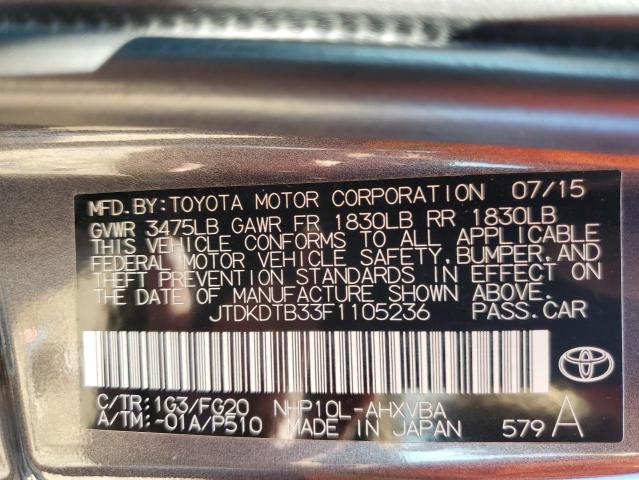 MFD.BY:TOYOTA MOTOR CORPORATION 07/15
GVWR 3475LB GAWR FR 1830LB RR 1830LB
THIS VEHICLE CONFORMS TO ALL APPLICABLE
FEDERAL MOTOR VEHICLE SAFETY,BUMPER,AND
THEFT PREVENTION STANDARDS IN EFFECT ON
THE DATE OF MANUFACTURE SHOWN ABOVE.
JTDKDTB33F1105236 PASS.CAR
C/TR:1G3/FG20 NHP10L-AHXVBA
A/TM:-01A/P510 MADE IN JAPAN 579 A